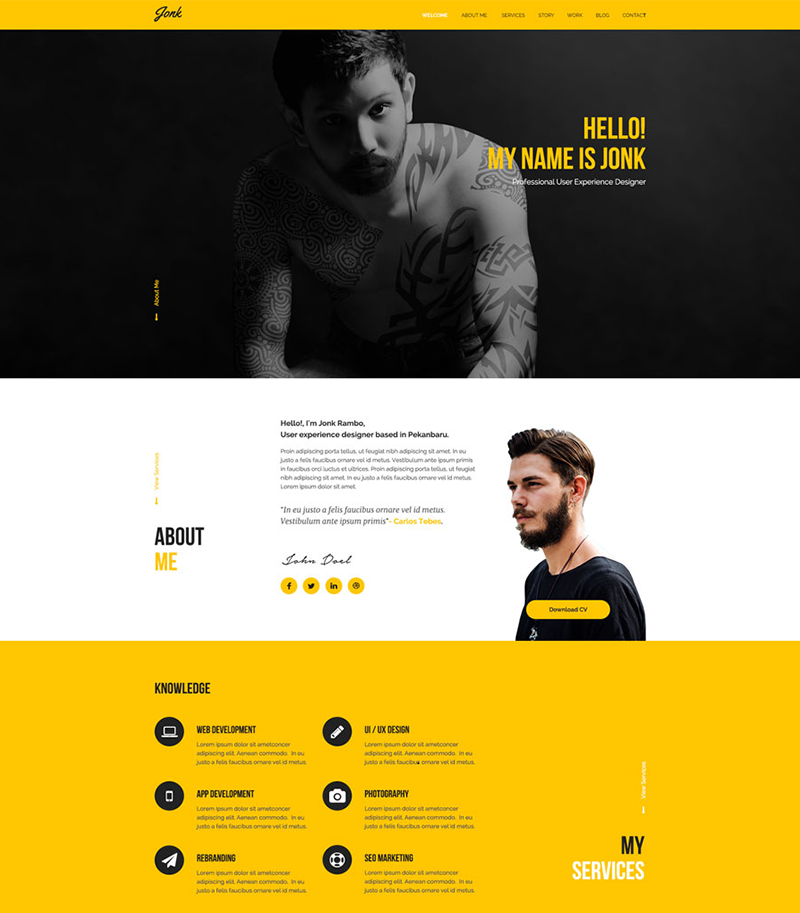 Jonk
WELCOME ABOUT ME SERVICES STORY WORK BLOG CONTACT
HELLO!
MY NAME IS JONK
Professional User Experience Designer
About Me
Hello!, I'm Jonk Rambo,
User experience designer based in Pekanbaru.
Proin adipiscing porta tellus, ut feugiat nibh adipiscing sit amet. In eu
justo a felis faucibus ornare vel id metus. Vestibulum ante ipsum primis
in faucibus orci luctus et ultrices. Proin adipiscing porta tellus, ut feugiat
nibh adipiscing sit amet. In eu justo a felis faucibus ornare vel id metus.
Lorem ipsum dolor sit amet.
"In eu justo a felis faucibus ornare vel id metus.
Vestibulum ante ipsum primis"- Carlos Tebes.
John Doel
View Services
ABOUT
ME
Download CV
KNOWLEDGE
WEB DEVELOPMENT
Lorem ipsum dolor sit ametconcer
adipiscing elit. Aenean commodo. In eu
justo a felis faucibus ornare vel id metus.
UI / UX DESIGN
Lorem ipsum dolor sit ametconcer
adipiscing elit. Aenean commodo. In eu
justo a felis faucibus ornare vel id metus.
APP DEVELOPMENT
Lorem ipsum dolor sit ametconcer
adipiscing elit. Aenean commodo. In eu
justo a felis faucibus ornare vel id metus.
PHOTOGRAPHY
Lorem ipsum dolor sit ametconcer
adipiscing elit. Aenean commodo. In eu
justo a felis faucibus ornare vel id metus.
REBRANDING
Lorem ipsum dolor sit ametconcer
adipiscing elit. Aenean commodo. In eu
justo a felis faucibus ornare vel id metus.
SEO MARKETING
Lorem ipsum dolor sit ametconcer
adipiscing elit. Aenean commodo. In eu
justo a felis faucibus ornare vel id metus.
View Services
MY
SERVICES